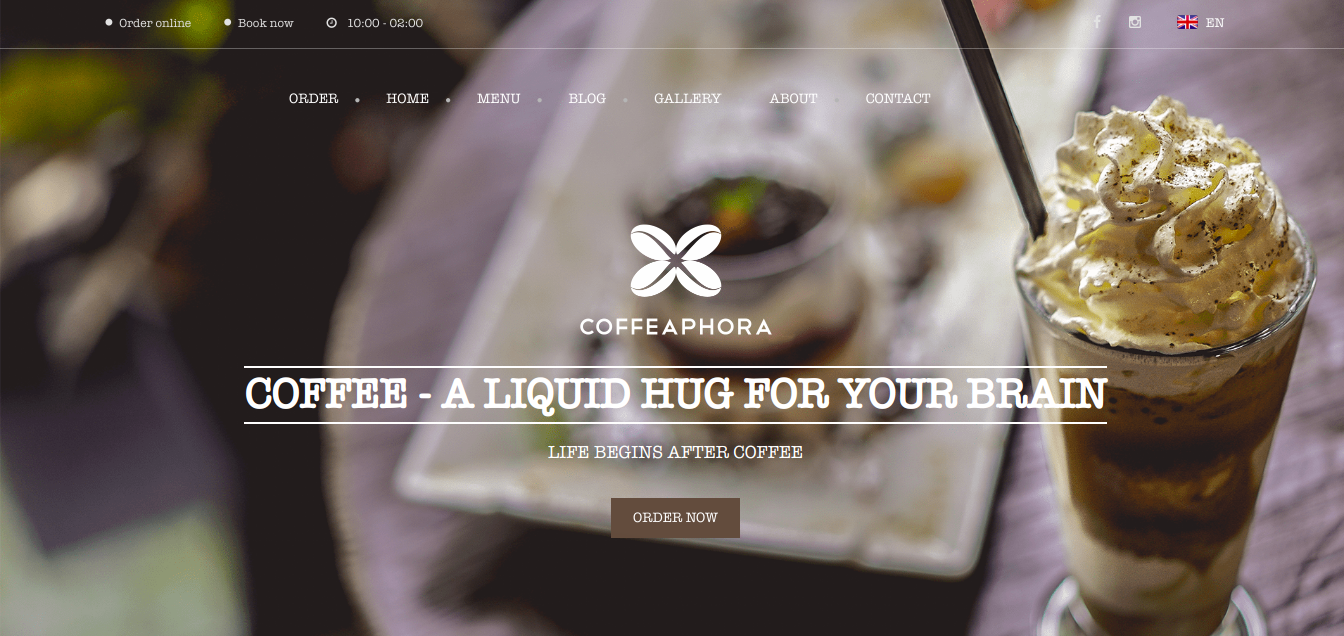 Order online Book now 10:00 - 02:00 EN
ORDER HOME MENU BLOG GALLERY ABOUT CONTACT
COFFEAPHORA
COFFEE - A LIQUID HUG FOR YOUR BRAIN
LIFE BEGINS AFTER COFFEE
ORDER NOW